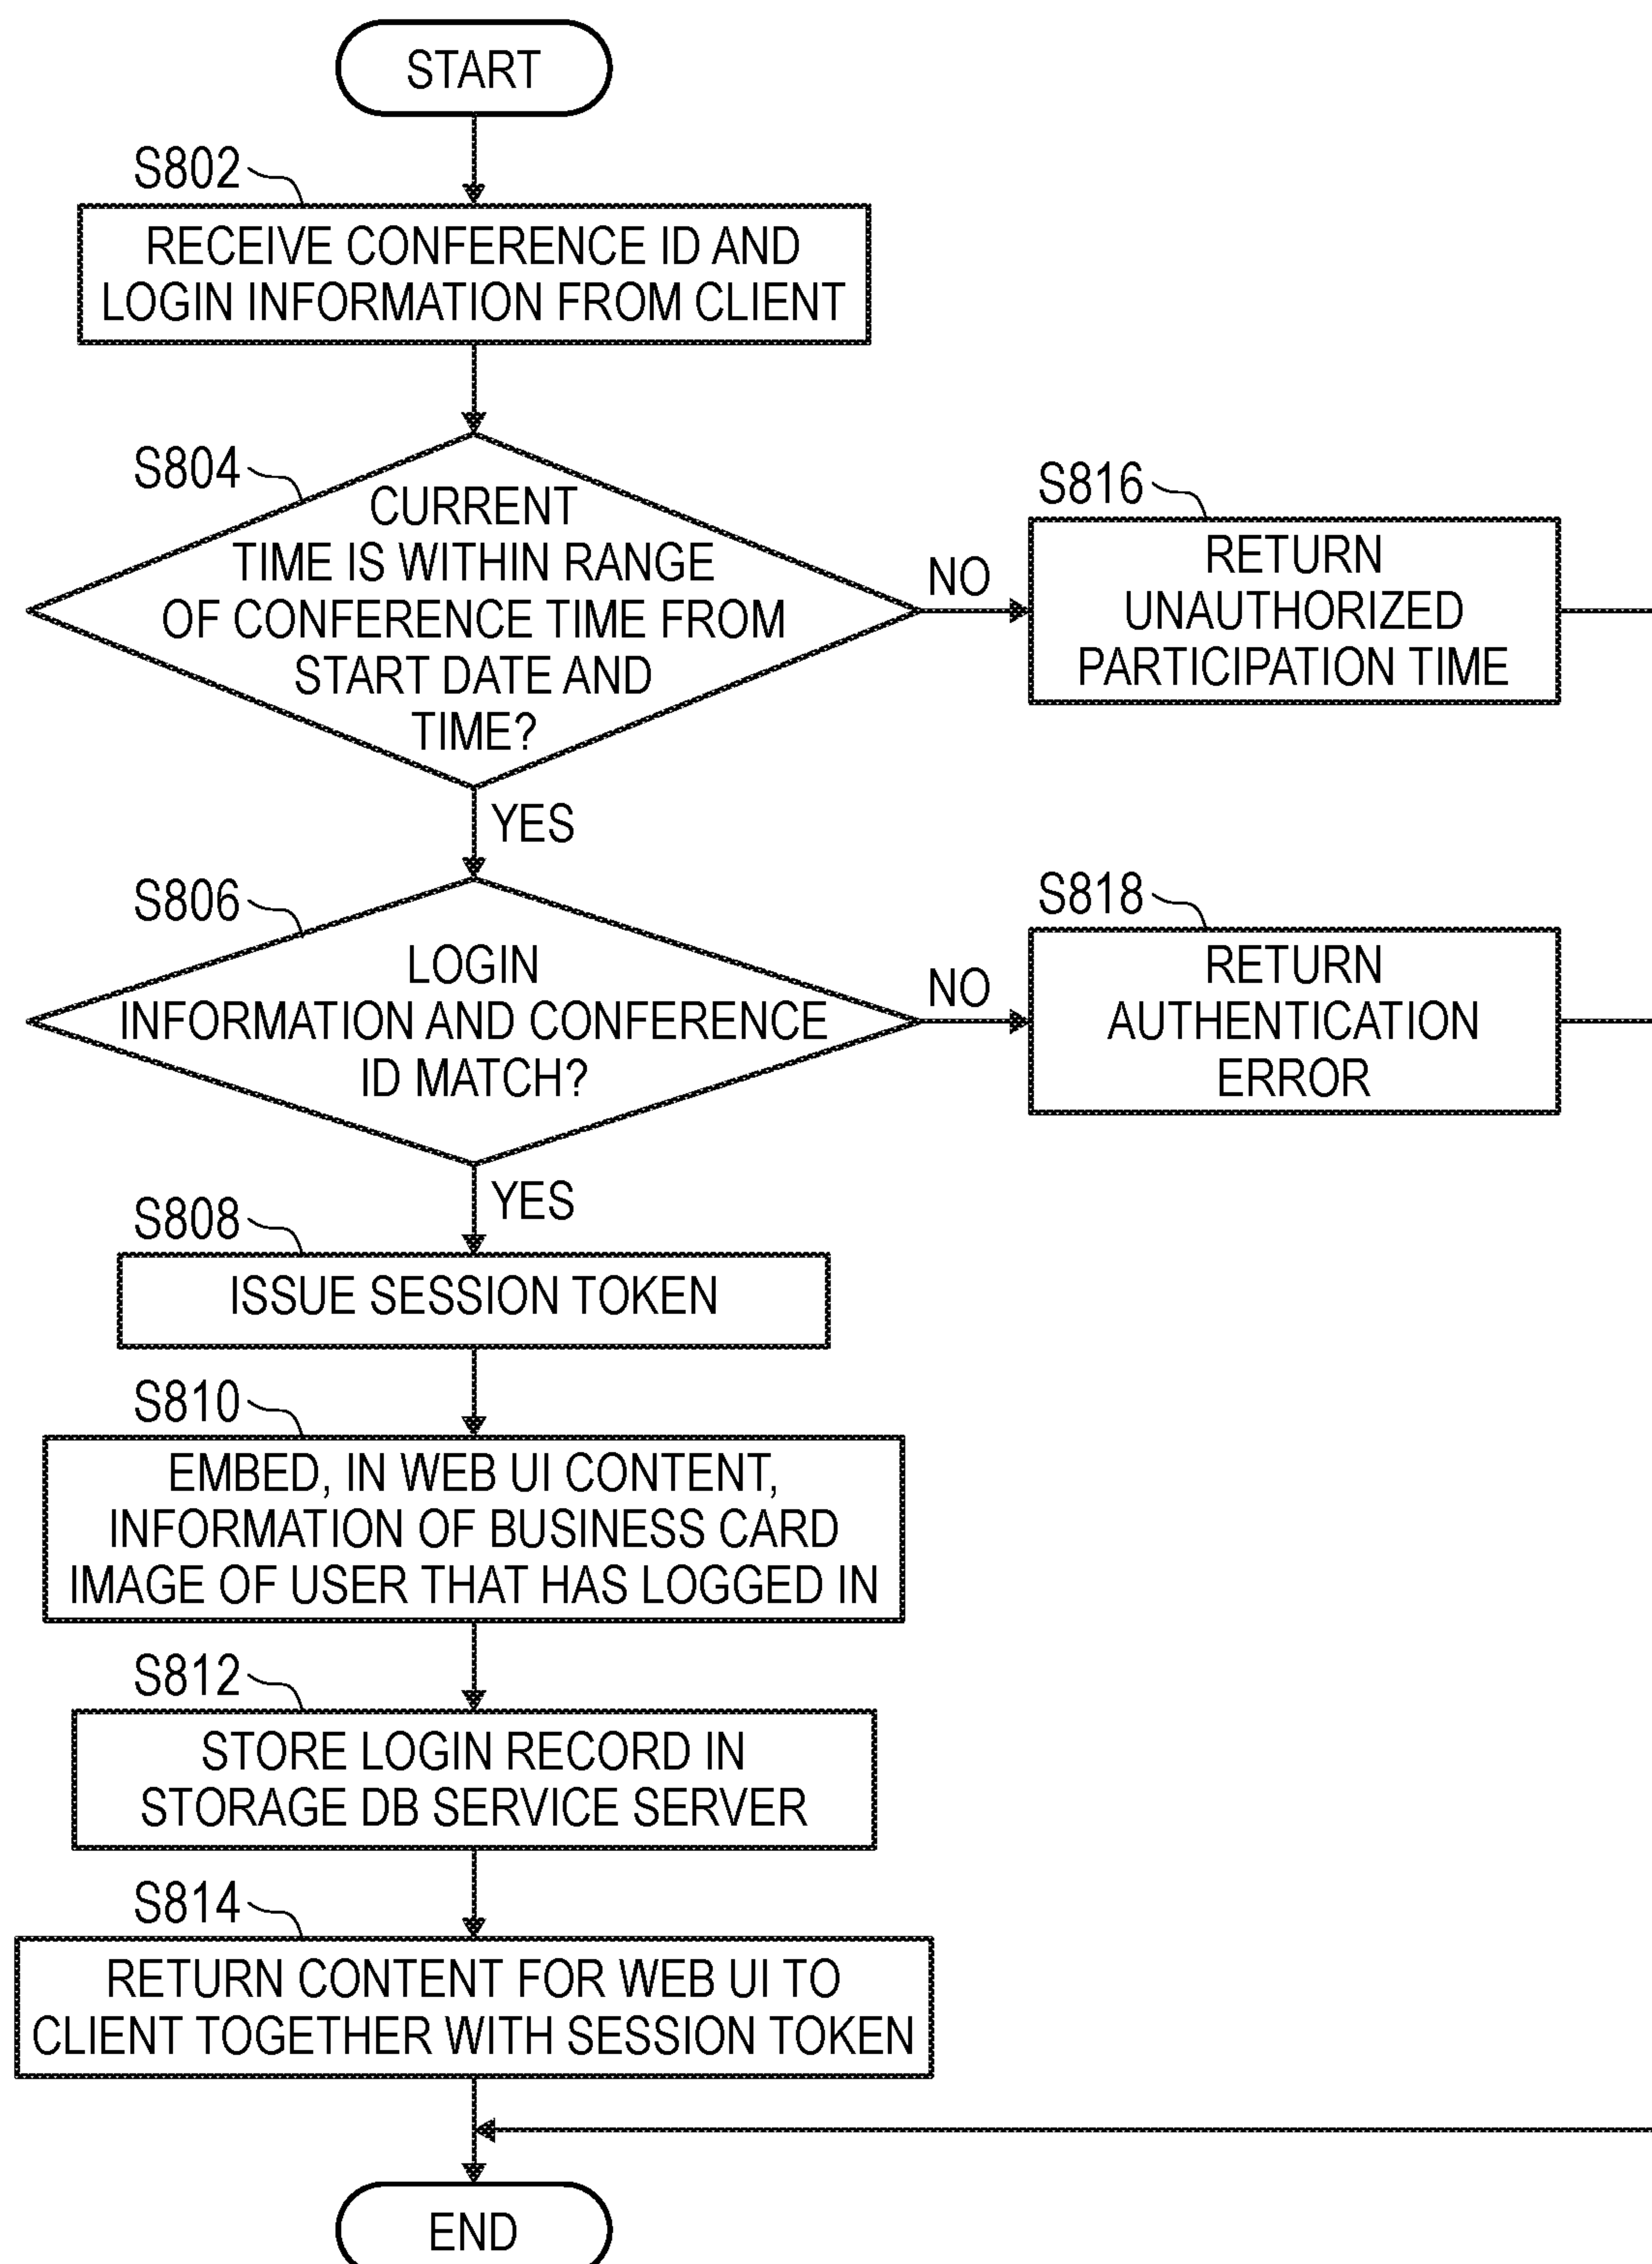 START
S802
RECEIVE CONFERENCE ID AND
LOGIN INFORMATION FROM CLIENT
S804
CURRENT
TIME IS WITHIN RANGE
OF CONFERENCE TIME FROM
START DATE AND
TIME?
NO
S816
RETURN
UNAUTHORIZED
PARTICIPATION TIME
YES
S806
LOGIN
INFORMATION AND CONFERENCE
ID MATCH?
NO
S818
RETURN
AUTHENTICATION
ERROR
YES
S808
ISSUE SESSION TOKEN
S810
EMBED, IN WEB UI CONTENT,
INFORMATION OF BUSINESS CARD
IMAGE OF USER THAT HAS LOGGED IN
S812
STORE LOGIN RECORD IN
STORAGE DB SERVICE SERVER
S814
RETURN CONTENT FOR WEB UI TO
CLIENT TOGETHER WITH SESSION TOKEN
END